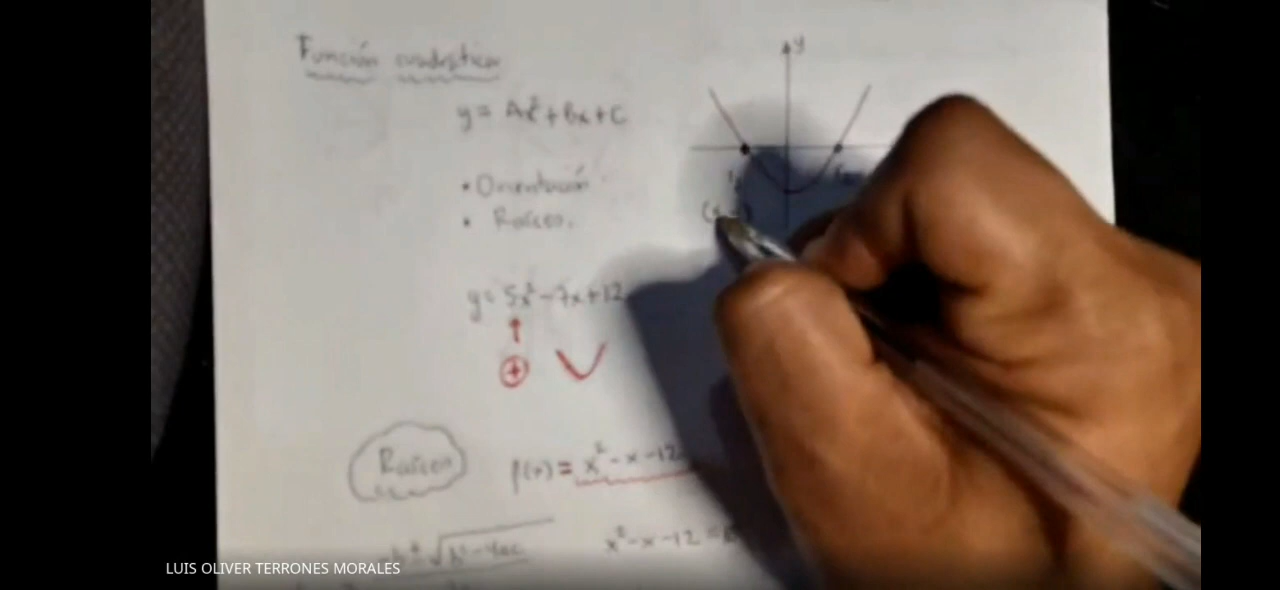 Función cuadrática
y = Ax²+Bx+C
• Orientación
• Raíces.
y = 5x²-7x+12
+
Raíces
f(x) = x²-x-12
x²-x-12 =
y
LUIS OLIVER TERRONES MORALES